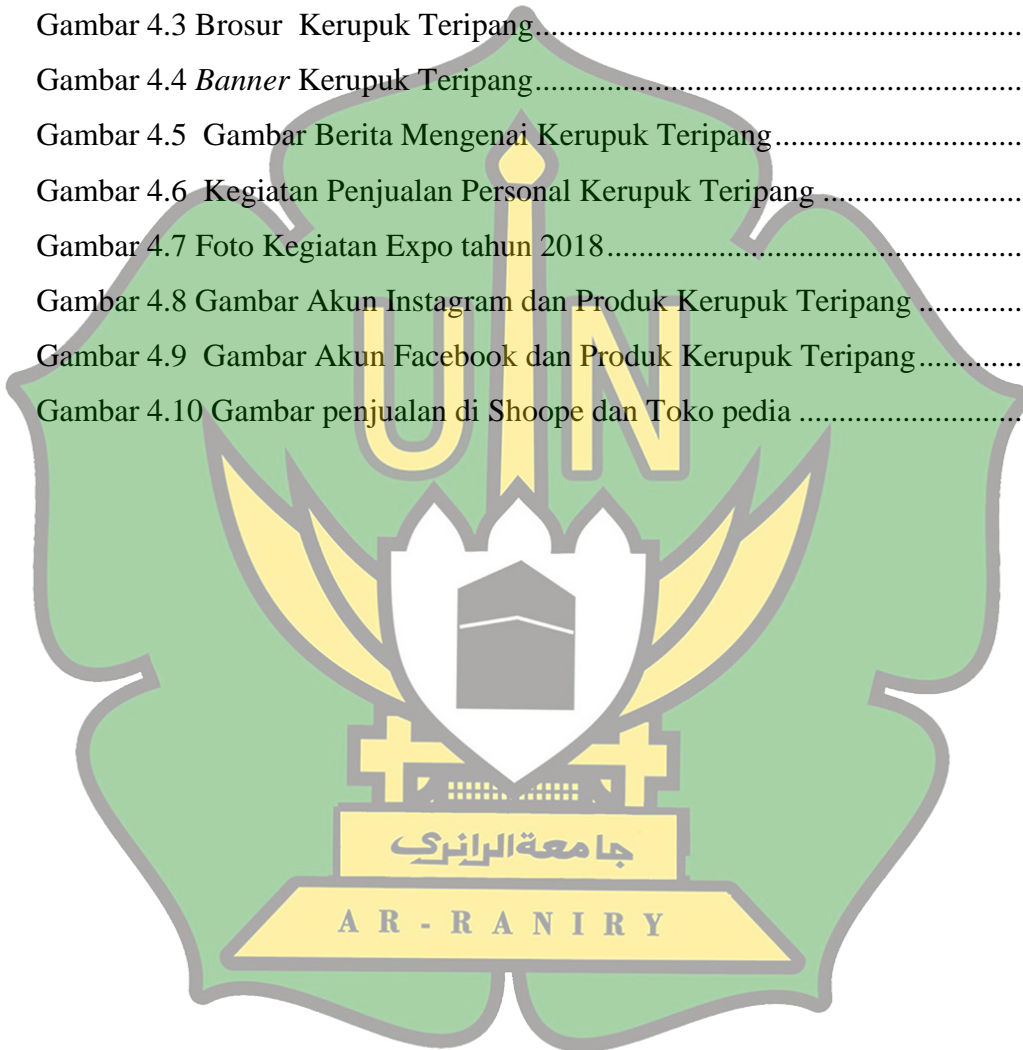 Gambar 4.3 Brosur  Kerupuk Teripang............................................................
Gambar 4.4 Banner Kerupuk Teripang............................................................
Gambar 4.5  Gambar Berita Mengenai Kerupuk Teripang..............................
Gambar 4.6  Kegiatan Penjualan Personal Kerupuk Teripang ........................
Gambar 4.7 Foto Kegiatan Expo tahun 2018...................................................
Gambar 4.8 Gambar Akun Instagram dan Produk Kerupuk Teripang ............
Gambar 4.9  Gambar Akun Facebook dan Produk Kerupuk Teripang............
Gambar 4.10 Gambar penjualan di Shoope dan Toko pedia ...........................
UIN
جامعةالرانري
AR-RANIRY